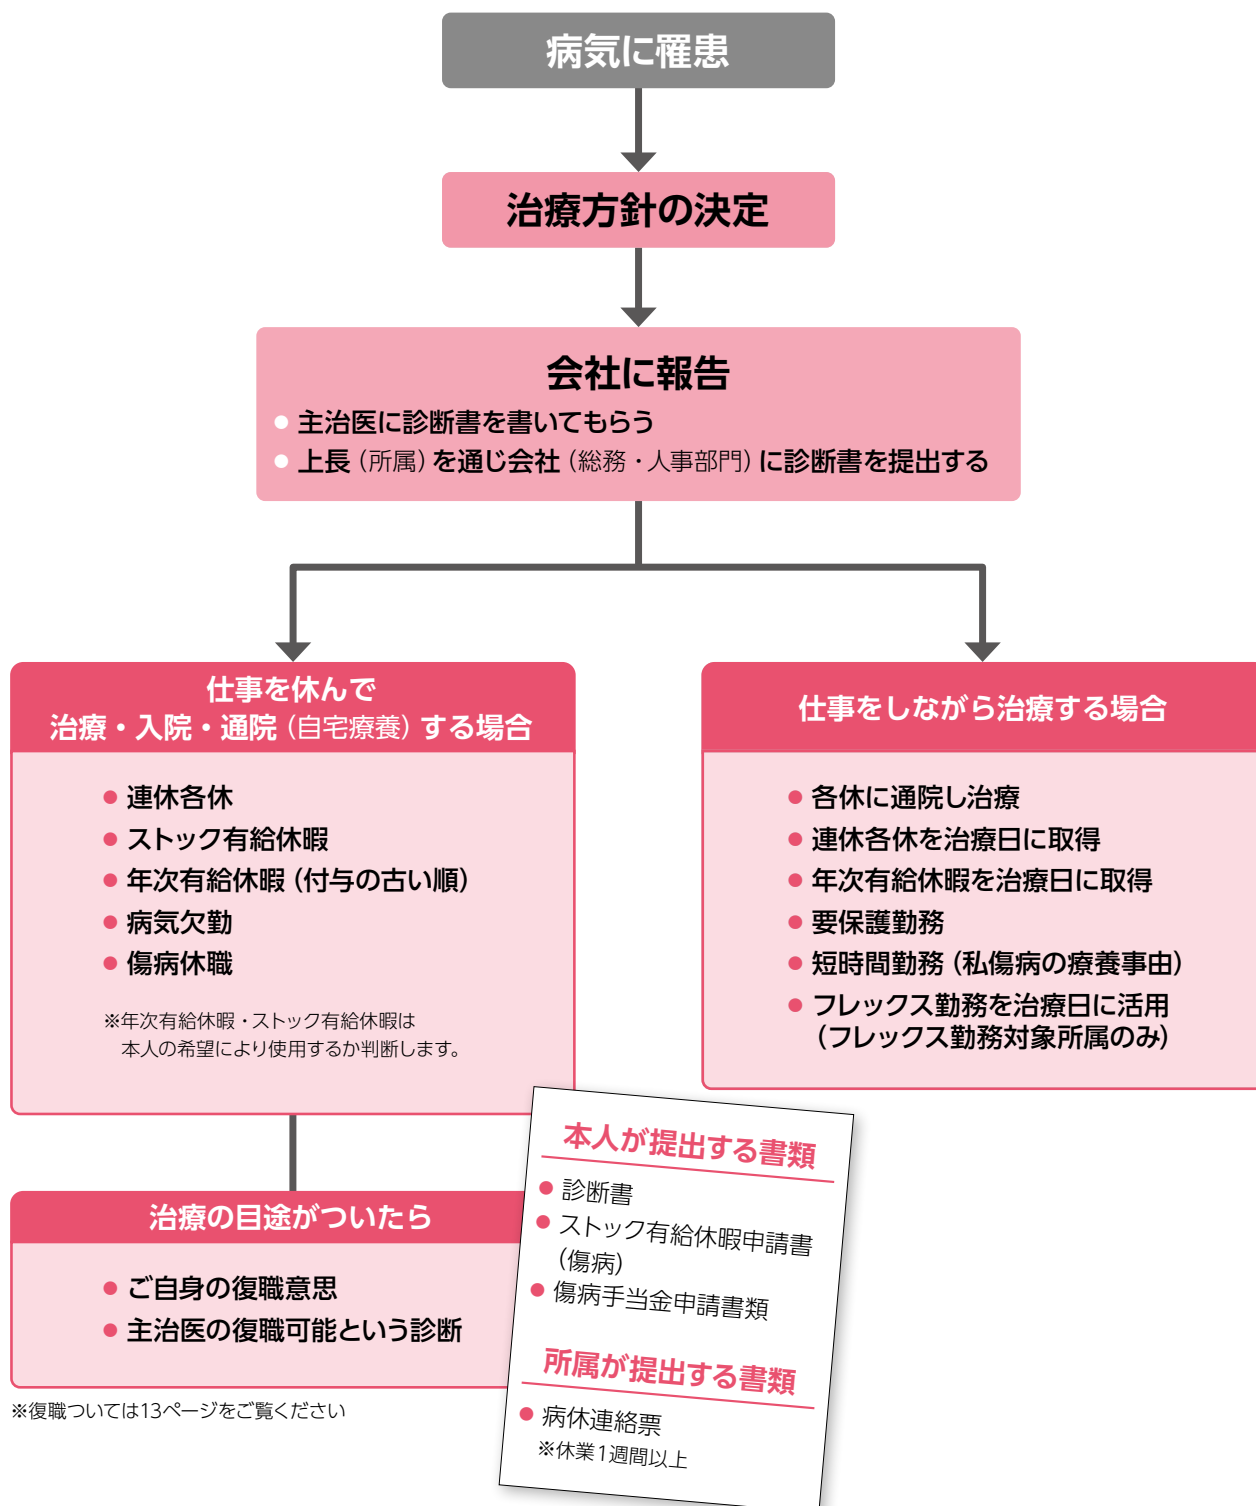 病気に罹患
治療方針の決定
会社に報告
● 主治医に診断書を書いてもらう
● 上長（所属）を通じ会社（総務・人事部門）に診断書を提出する
仕事を休んで
治療・入院・通院（自宅療養）する場合
● 連休各休
● ストック有給休暇
● 年次有給休暇（付与の古い順）
● 病気欠勤
● 傷病休職
※年次有給休暇・ストック有給休暇は
本人の希望により使用するか判断します。
仕事をしながら治療する場合
● 各休に通院し治療
● 連休各休を治療日に取得
● 年次有給休暇を治療日に取得
● 要保護勤務
● 短時間勤務（私傷病の療養事由）
● フレックス勤務を治療日に活用
（フレックス勤務対象所属のみ）
治療の目途がついたら
● ご自身の復職意思
● 主治医の復職可能という診断
※復職ついては13ページをご覧ください
本人が提出する書類
● 診断書
● ストック有給休暇申請書
（傷病）
● 傷病手当金申請書類
所属が提出する書類
● 病休連絡票
※休業1週間以上